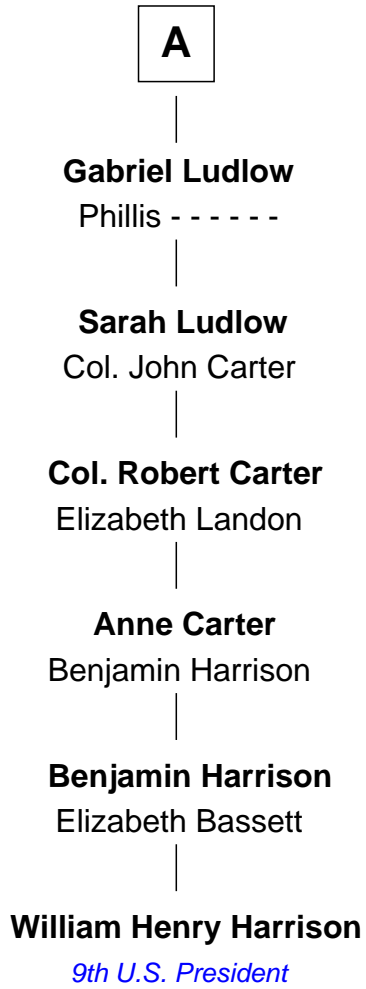 A
Gabriel Ludlow
Phillis - - - - - -
Sarah Ludlow
Col. John Carter
Col. Robert Carter
Elizabeth Landon
Anne Carter
Benjamin Harrison
Benjamin Harrison
Elizabeth Bassett
William Henry Harrison
9th U.S. President